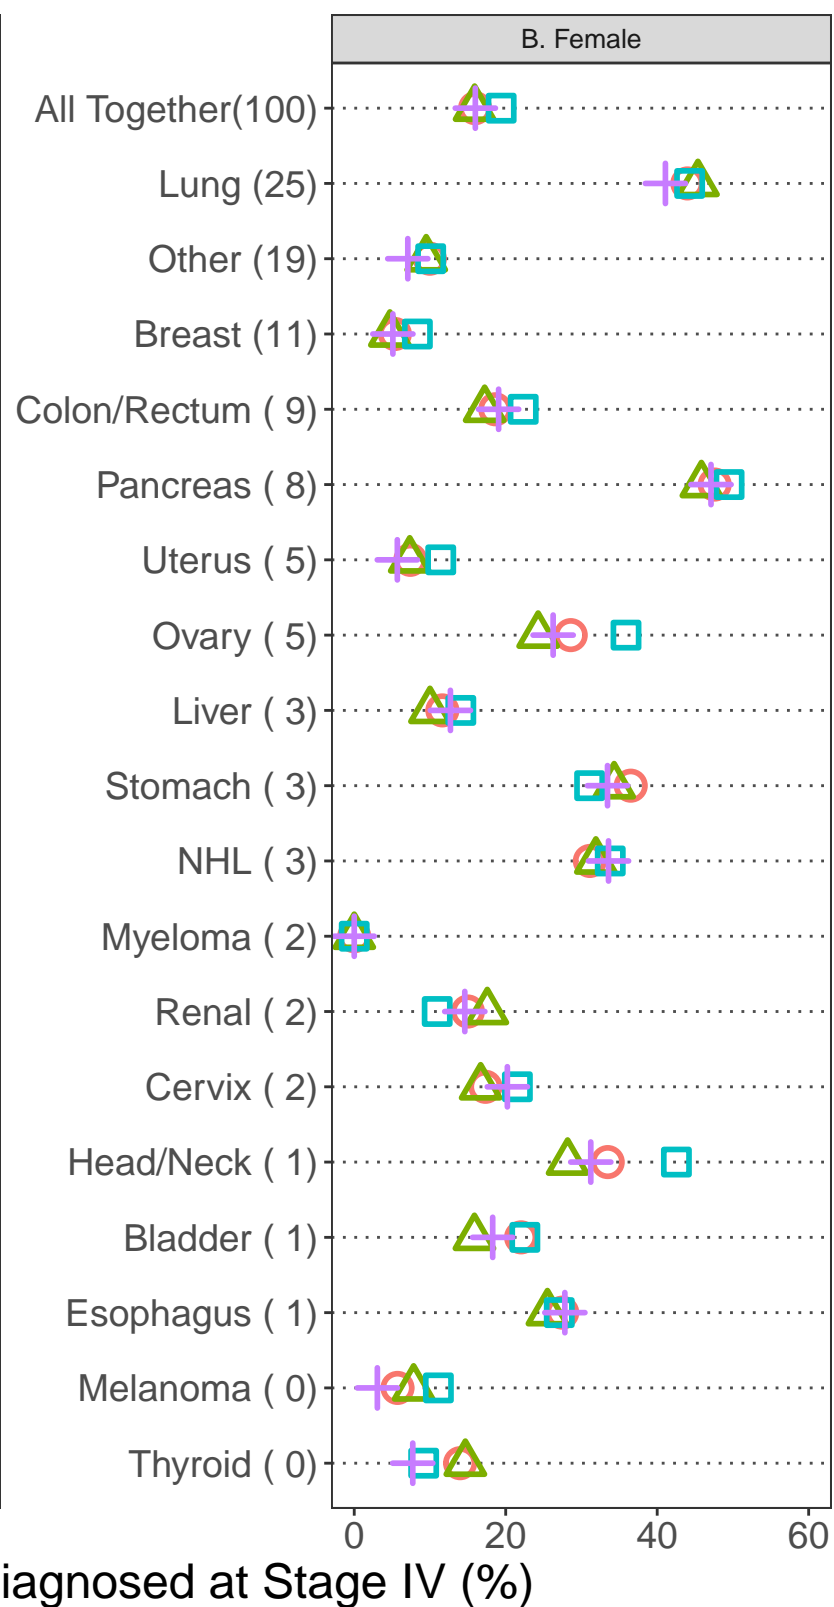 B. Female
All Together(100)
Lung (25)
Other (19)
Breast (11)
Colon/Rectum ( 9)
Pancreas ( 8)
Uterus ( 5)
Ovary ( 5)
Liver ( 3)
Stomach ( 3)
NHL ( 3)
Myeloma ( 2)
Renal ( 2)
Cervix ( 2)
Head/Neck ( 1)
Bladder ( 1)
Esophagus ( 1)
Melanoma ( 0)
Thyroid ( 0)
0 20 40 60
iagnosed at Stage IV (%)